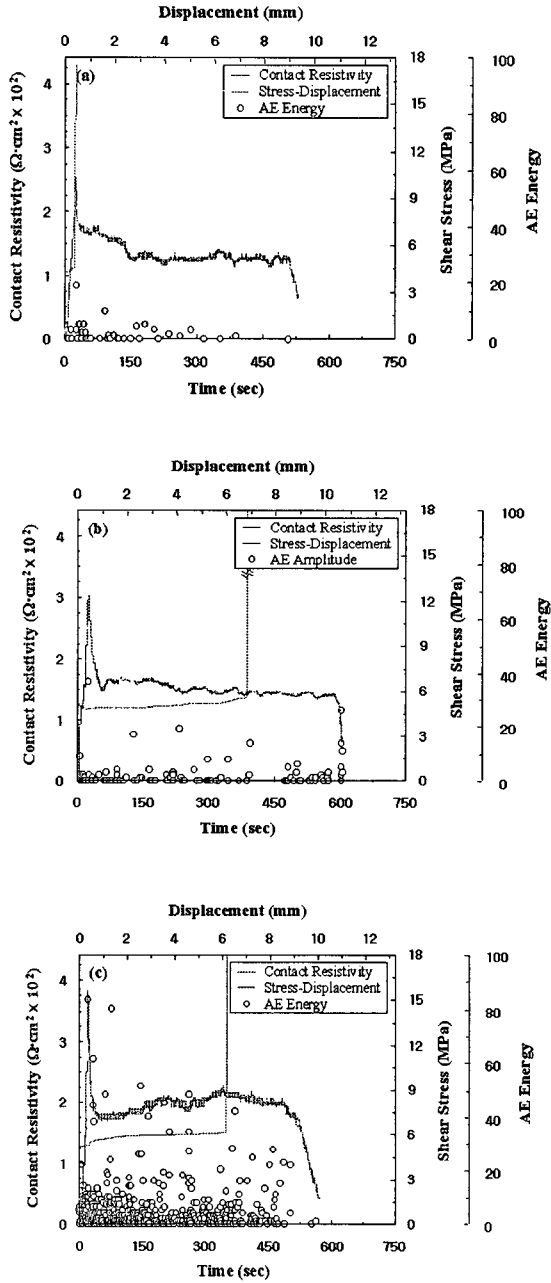 Displacement (mm)
0 2 4 6 8 10 12
(a)
Contact Resistivity
Stress-Displacement
AE Energy
Contact Resistivity (Ω·cm² x 10²)
4
3
2
1
0
18
15
12
9
6
3
0
Shear Stress (MPa)
100
80
60
40
20
0
AE Energy
0 150 300 450 600 750
Time (sec)
Displacement (mm)
0 2 4 6 8 10 12
(b)
Contact Resistivity
Stress-Displacement
AE Amplitude
Contact Resistivity (Ω·cm² x 10²)
4
3
2
1
0
18
15
12
9
6
3
0
Shear Stress (MPa)
100
80
60
40
20
0
AE Energy
0 150 300 450 600 750
Time (sec)
Displacement (mm)
0 2 4 6 8 10 12
(c)
Contact Resistivity
Stress-Displacement
AE Energy
Contact Resistivity (Ω·cm² x 10²)
4
3
2
1
0
18
15
12
9
6
3
0
Shear Stress (MPa)
100
80
60
40
20
0
AE Energy
0 150 300 450 600 750
Time (sec)